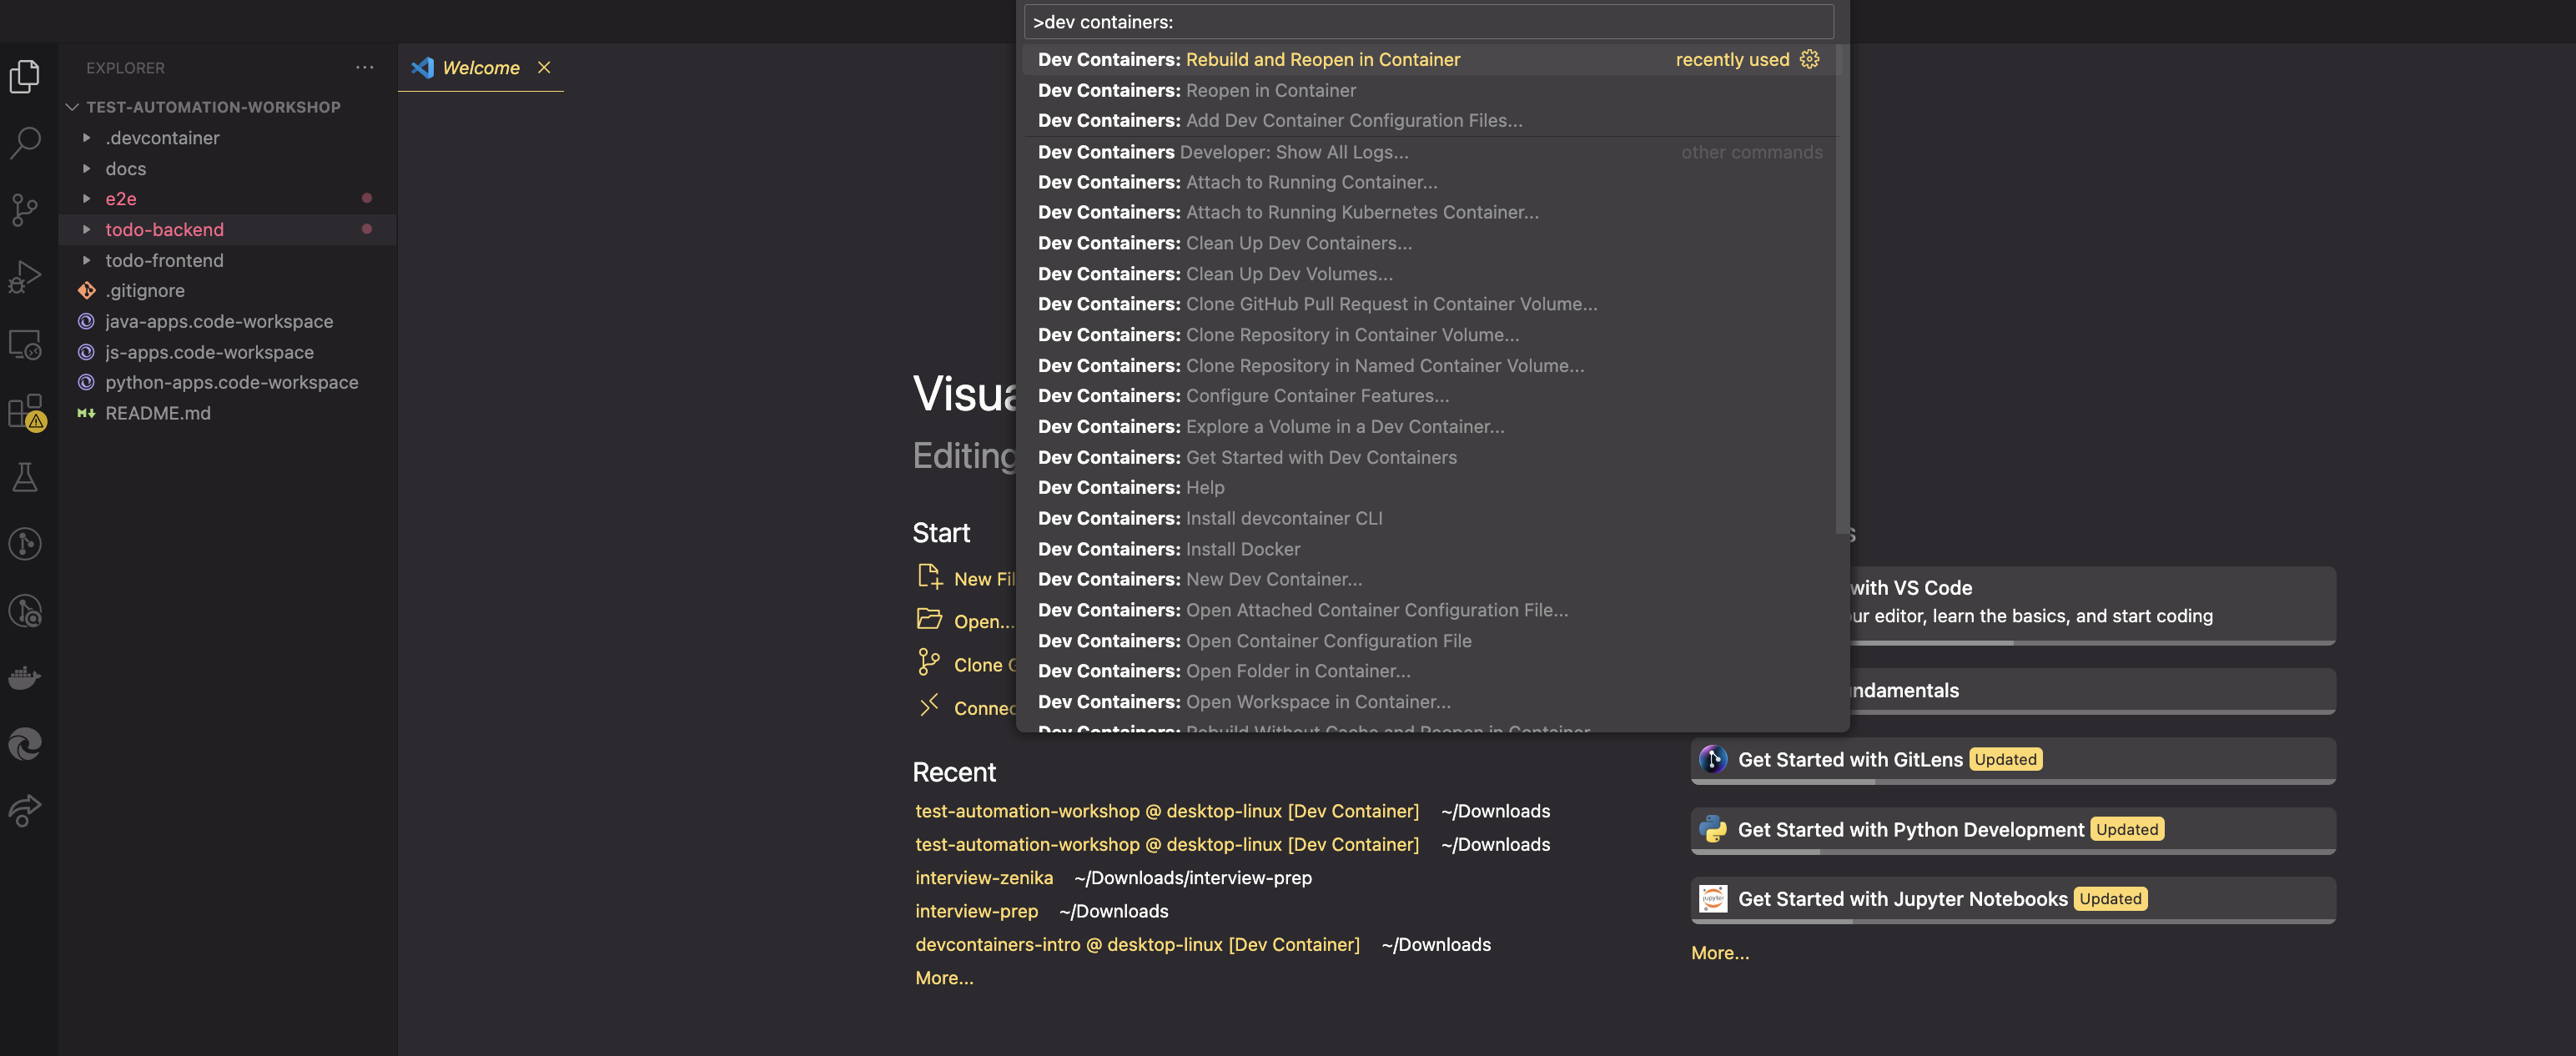 >dev containers:
Dev Containers: Rebuild and Reopen in Container recently used
Dev Containers: Reopen in Container
Dev Containers: Add Dev Container Configuration Files...
Dev Containers Developer: Show All Logs... other commands
Dev Containers: Attach to Running Container...
Dev Containers: Attach to Running Kubernetes Container...
Dev Containers: Clean Up Dev Containers...
Dev Containers: Clean Up Dev Volumes...
Dev Containers: Clone GitHub Pull Request in Container Volume...
Dev Containers: Clone Repository in Container Volume...
Dev Containers: Clone Repository in Named Container Volume...
Dev Containers: Configure Container Features...
Dev Containers: Explore a Volume in a Dev Container...
Dev Containers: Get Started with Dev Containers
Dev Containers: Help
Dev Containers: Install devcontainer CLI
Dev Containers: Install Docker
Dev Containers: New Dev Container...
Dev Containers: Open Attached Container Configuration File...
Dev Containers: Open Container Configuration File
Dev Containers: Open Folder in Container...
Dev Containers: Open Workspace in Container...
Dev Containers: Rebuild Without Cache and Reopen in Container
EXPLORER
TEST-AUTOMATION-WORKSHOP
.devcontainer
docs
e2e
todo-backend
todo-frontend
.gitignore
java-apps.code-workspace
js-apps.code-workspace
python-apps.code-workspace
README.md
Welcome
Visua
Editing
Start
New Fil
Open...
Clone G
Connec
Recent
test-automation-workshop @ desktop-linux [Dev Container] ~/Downloads
test-automation-workshop @ desktop-linux [Dev Container] ~/Downloads
interview-zenika ~/Downloads/interview-prep
interview-prep ~/Downloads
devcontainers-intro @ desktop-linux [Dev Container] ~/Downloads
More...
s
with VS Code
ur editor, learn the basics, and start coding
ndamentals
Get Started with GitLens Updated
Get Started with Python Development Updated
jupyter
Get Started with Jupyter Notebooks Updated
More...